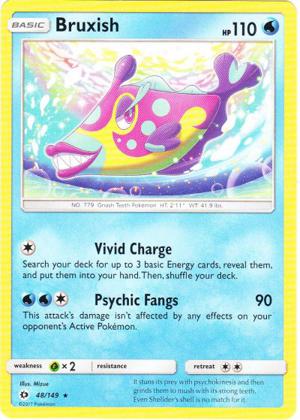 BASIC
Bruxish
HP 110
NO. 779 Gnash Teeth Pokémon HT: 2'11" WT: 41.9 lbs.
Vivid Charge
Search your deck for up to 3 basic Energy cards, reveal them,
and put them into your hand. Then, shuffle your deck.
Psychic Fangs 90
This attack's damage isn't affected by any effects on your
opponent's Active Pokémon.
weakness × 2 resistance retreat
Illus. Mizue
48/149 ★
©2017 Pokémon
It stuns its prey with psychokinesis and then
grinds them to mush with its strong teeth.
Even Shellder's shell is no match for it.